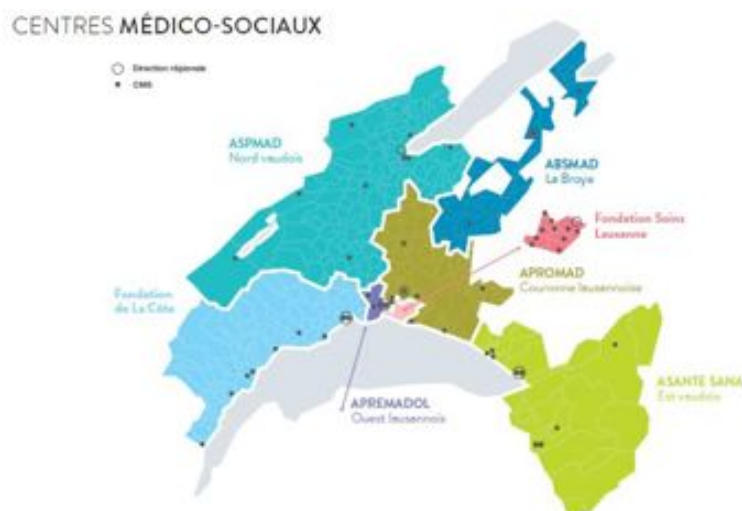 CENTRES MÉDICO-SOCIAUX
Direction régionale
CMS
ASPMAD
Nord vaudois
ABSMAD
La Broye
Fondation Soins
Lausanne
APROMAD
Couronne lausannoise
Fondation
de La Côte
APREMADOL
Ouest lausannois
ASANTE SANA
Est vaudois